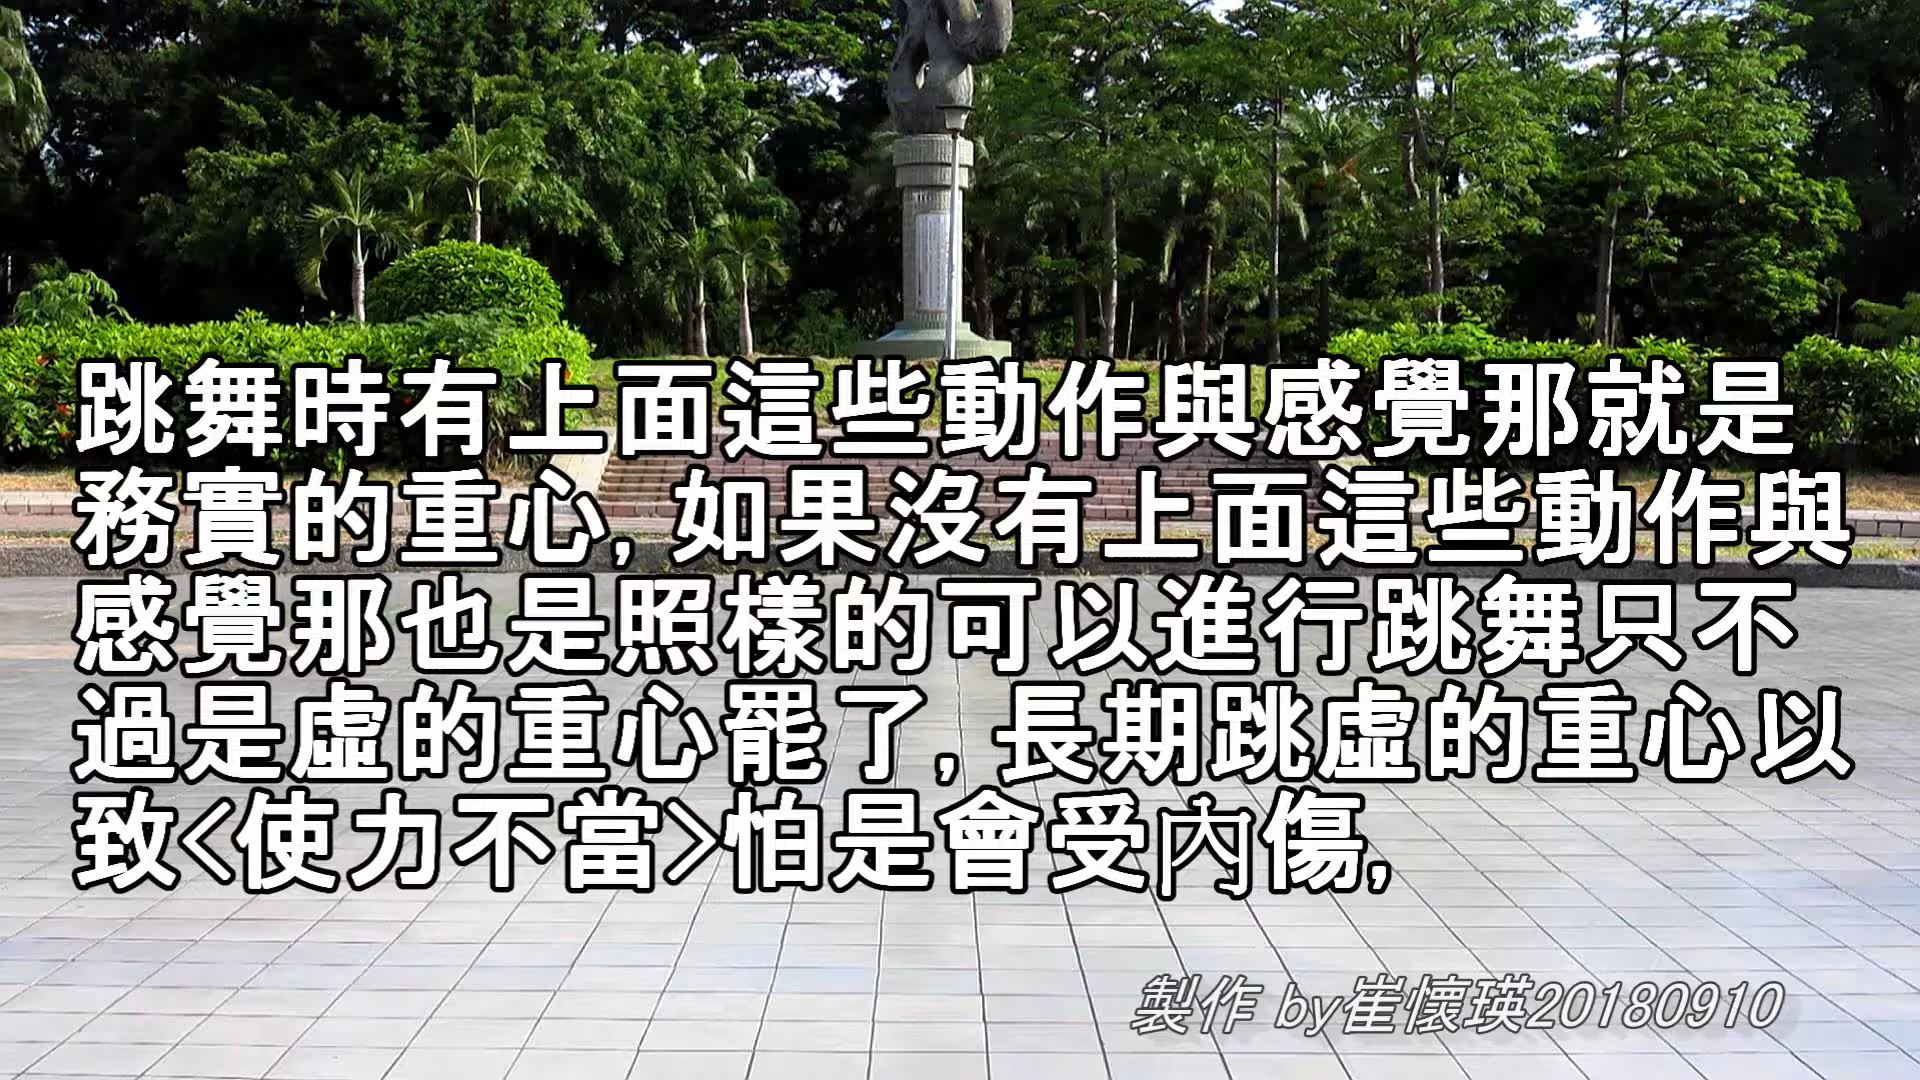 跳舞時有上面這些動作與感覺那就是
務實的重心,如果沒有上面這些動作與
感覺那也是照樣的可以進行跳舞只不
過是虛的重心罷了,長期跳虛的重心以
致<使力不當>怕是會受內傷,
製作 by崔懷瑛20180910